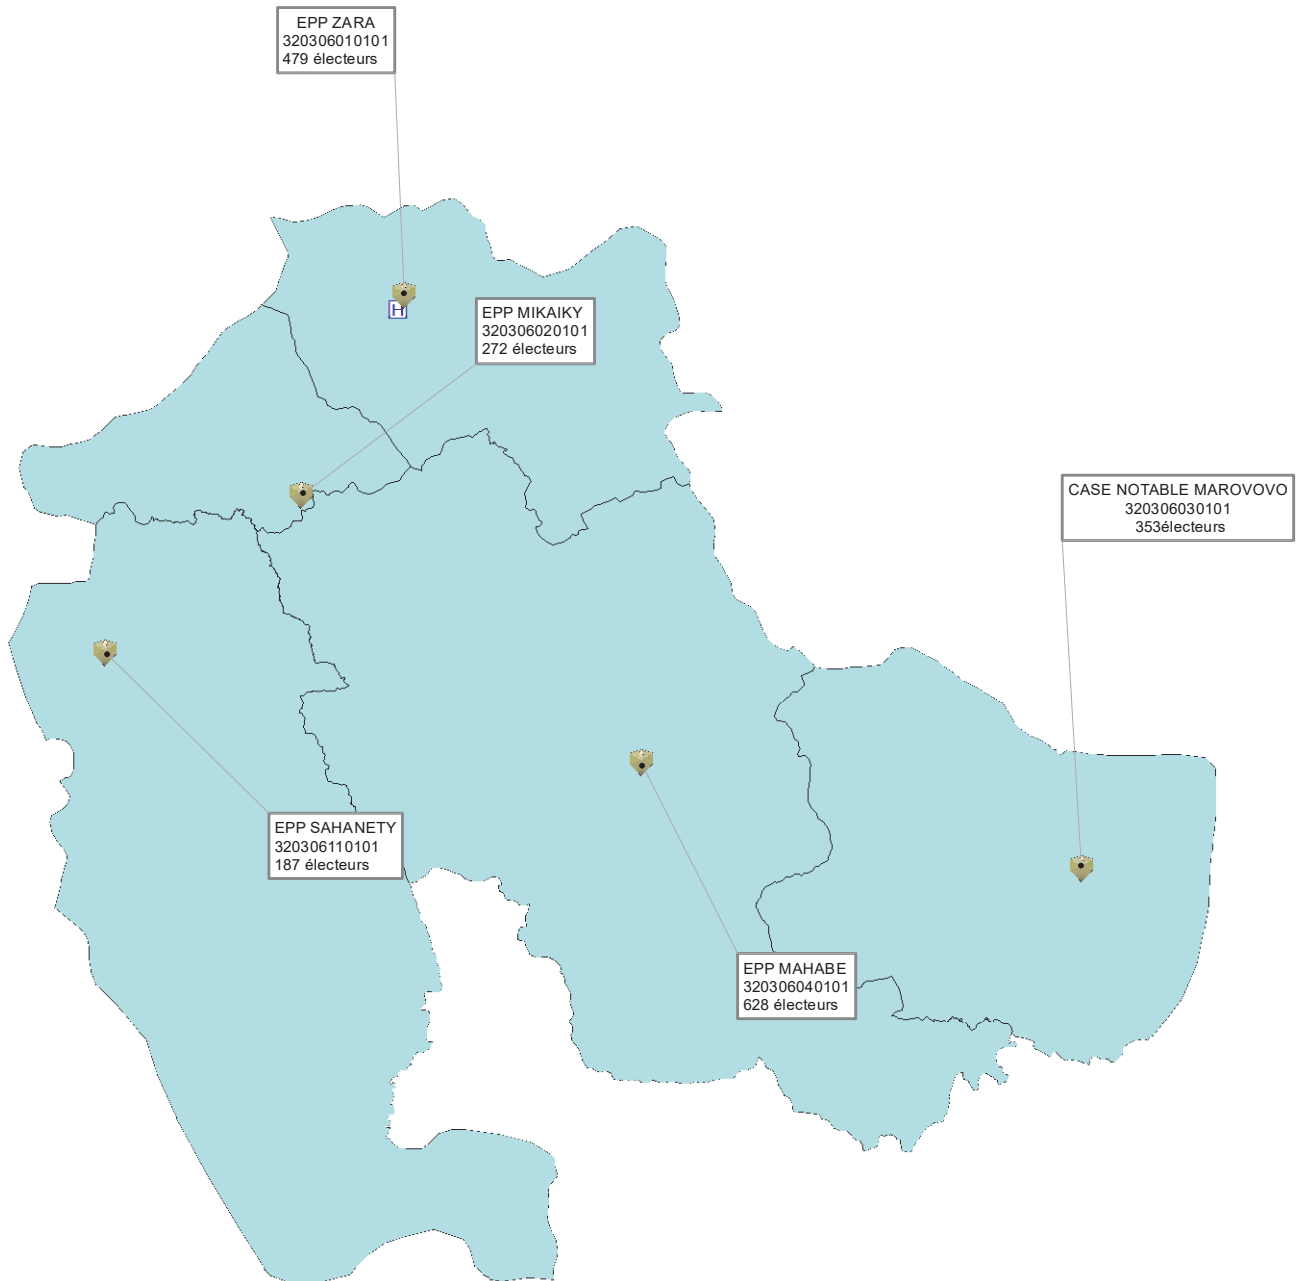 EPP ZARA
320306010101
479 électeurs
H
EPP MIKAIKY
320306020101
272 électeurs
CASE NOTABLE MAROVOVO
320306030101
353électeurs
EPP SAHANETY
320306110101
187 électeurs
EPP MAHABE
320306040101
628 électeurs